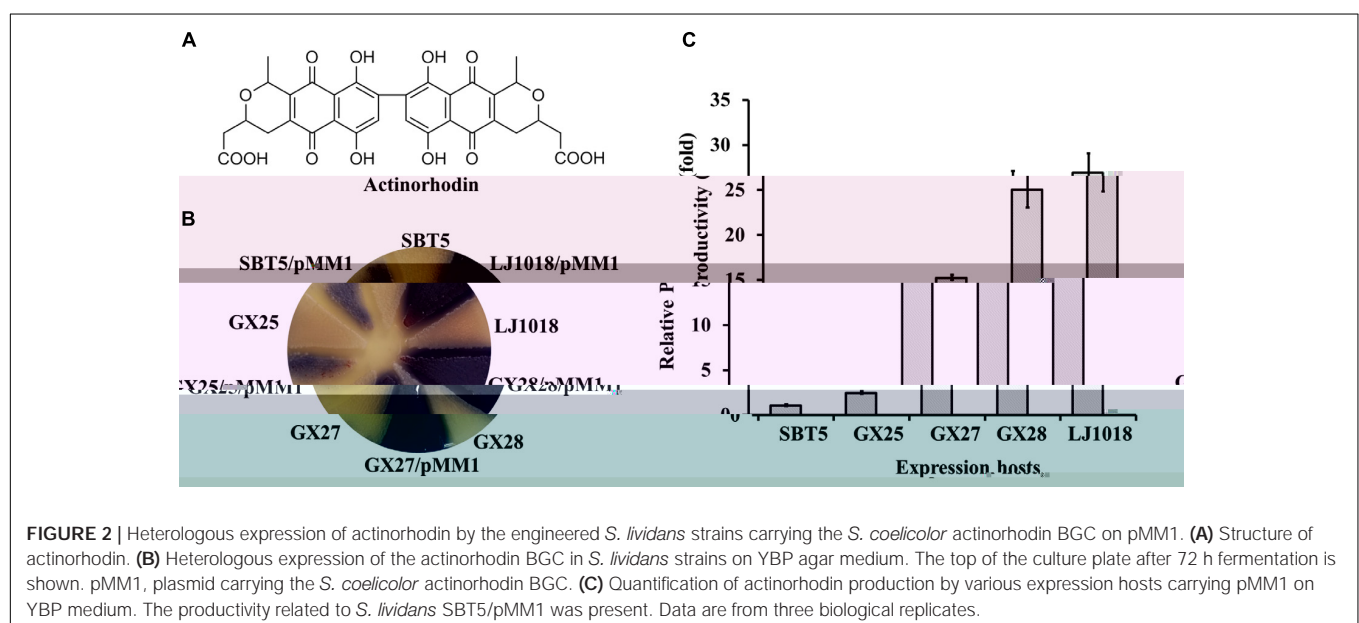 A
O OH OH O
O O
COOH O OH OH O COOH
Actinorhodin
B
SBT5
SBT5/pMM1 LJ1018/pMM1
GX25 LJ1018
GX28/pMM1
GX27 GX28
GX27/pMM1
C
35
30
25
20
15
10
5
0
Relative
(fold)
SBT5 GX25 GX27 GX28 LJ1018
Expression hosts
FIGURE 2 | Heterologous expression of actinorhodin by the engineered S. lividans strains carrying the S. coelicolor actinorhodin BGC on pMM1. (A) Structure of
actinorhodin. (B) Heterologous expression of the actinorhodin BGC in S. lividans strains on YBP agar medium. The top of the culture plate after 72 h fermentation is
shown. pMM1, plasmid carrying the S. coelicolor actinorhodin BGC. (C) Quantification of actinorhodin production by various expression hosts carrying pMM1 on
YBP medium. The productivity related to S. lividans SBT5/pMM1 was present. Data are from three biological replicates.